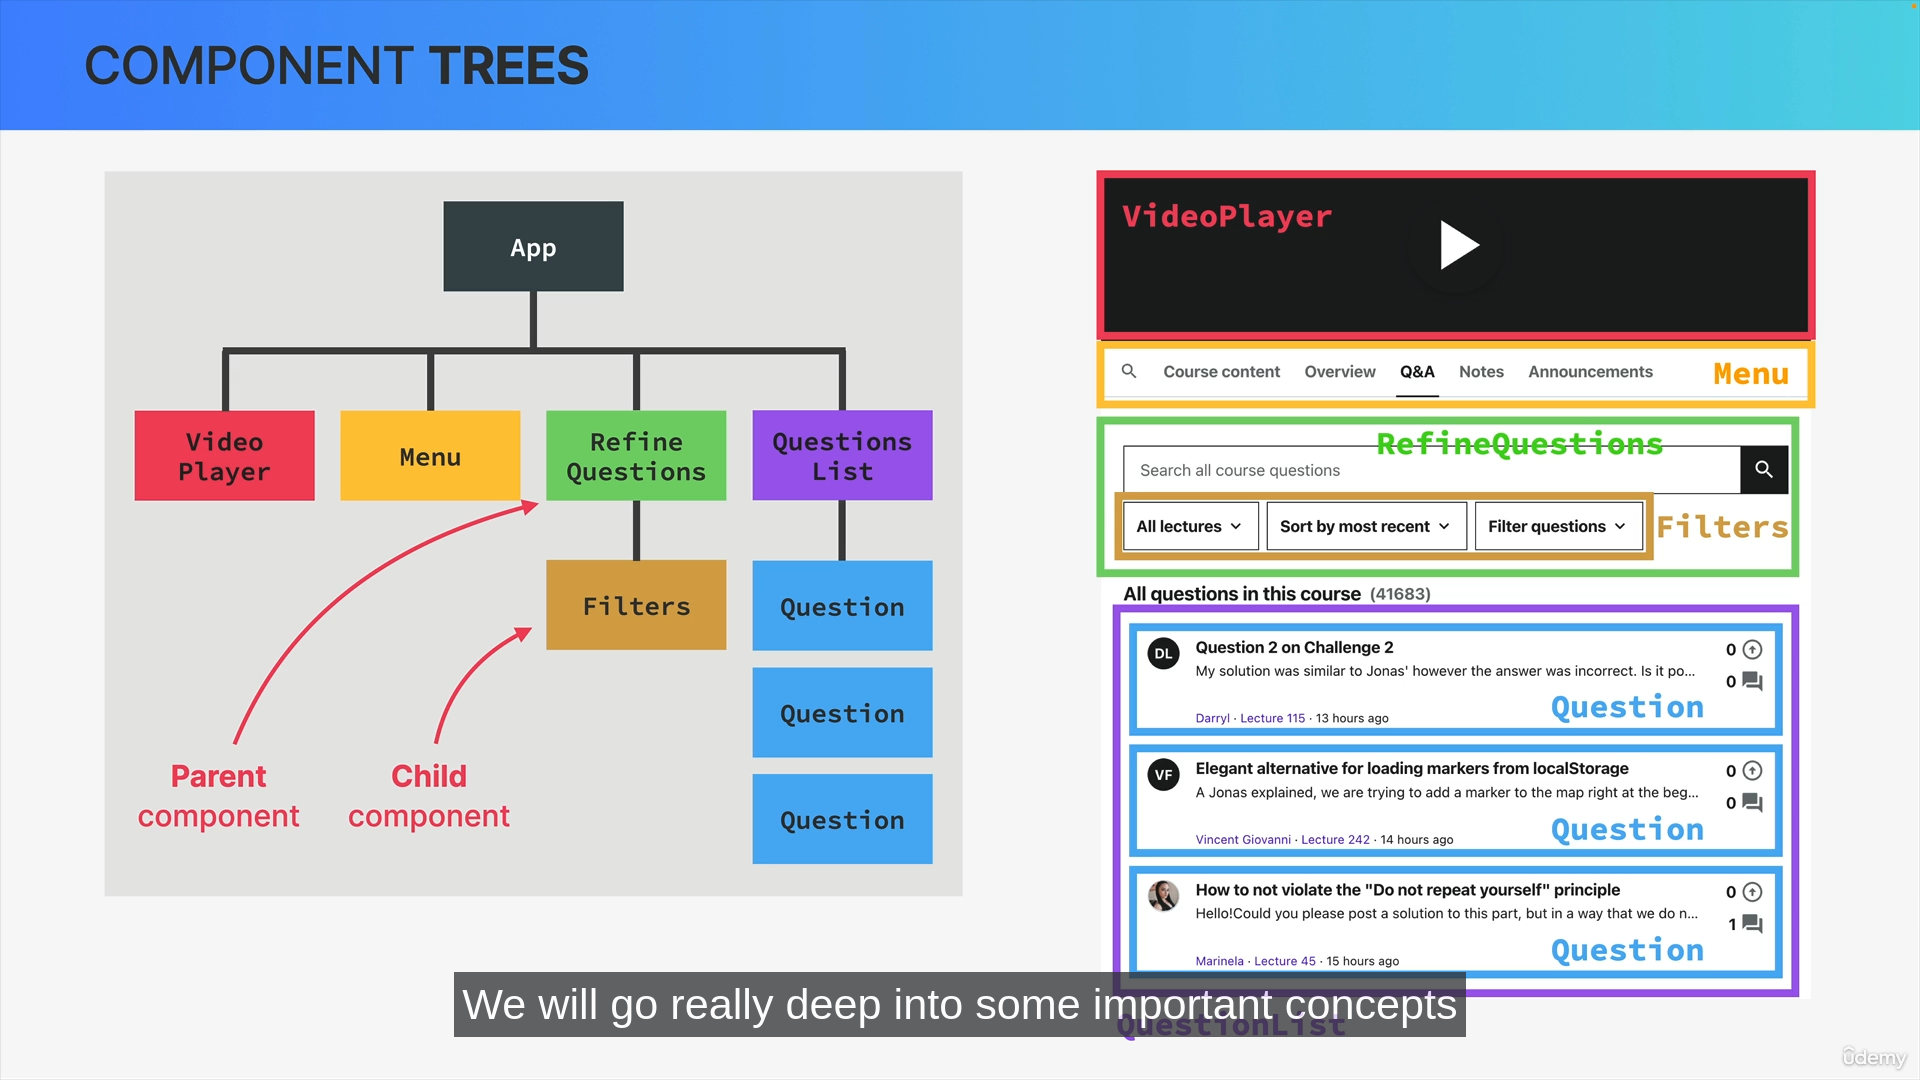 COMPONENT TREES
App
Video
Player
Menu
Refine
Questions
Questions
List
Filters
Question
Question
Question
Parent
component
Child
component
VideoPlayer
Course content
Overview
Q&A
Notes
Announcements
Menu
RefineQuestions
Search all course questions
All lectures
Sort by most recent
Filter questions
Filters
All questions in this course (41683)
DL
Question 2 on Challenge 2
0
My solution was similar to Jonas' however the answer was incorrect. Is it po...
0
Question
Darryl · Lecture 115 · 13 hours ago
VF
Elegant alternative for loading markers from localStorage
0
A Jonas explained, we are trying to add a marker to the map right at the beg...
0
Question
Vincent Giovanni · Lecture 242 · 14 hours ago
How to not violate the "Do not repeat yourself" principle
0
Hello!Could you please post a solution to this part, but in a way that we do n...
1
Question
Marinela · Lecture 45 · 15 hours ago
We will go really deep into some important concepts
QuestionList
ûdemy